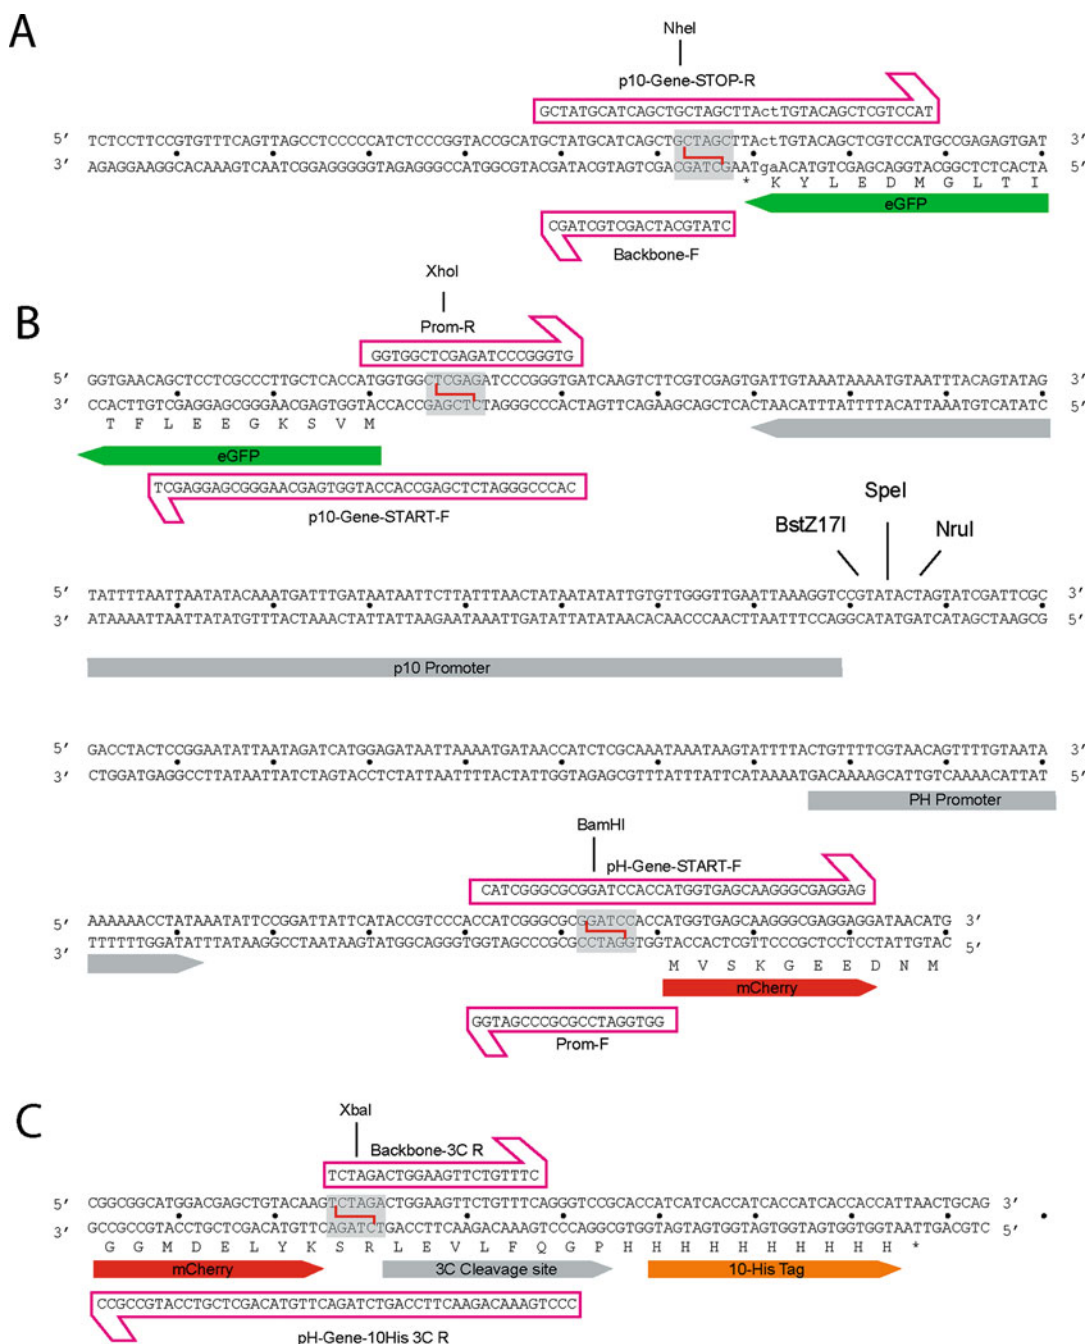 A
NheI
p10-Gene-STOP-R
GCTATGCATCAGCTGCTAGCTTActTGTACAGCTCGTCCAT
5' TCTCCTTCCGTGTTTCAGTTAGCCTCCCCCATCTCCCGGTACCGCATGCTATGCATCAGCTGCTAGCTTActTGTACAGCTCGTCCATGCCGAGAGTGAT 3'
3' AGAGGAAGGCACAAAGTCAATCGGAGGGGGTAGAGGGCCATGGCGTACGATACGTAGTCGACGATCGAATgaACATGTCGAGCAGGTACGGCTCTCACTA 5'
* K Y L E D M G L T I
eGFP
CGATCGTCGACTACGTATC
Backbone-F
XhoI
B
Prom-R
GGTGGCTCGAGATCCCGGGTG
5' GGTGAACAGCTCCTCGCCCTTGCTCACCATGGTGGCTCGAGATCCCGGGTGATCAAGTCTTCGTCGAGTGATTGTAAATAAAATGTAATTTACAGTATAG 3'
3' CCACTTGTCGAGGAGCGGGAACGAGTGGTACCACCGAGCTCTAGGGCCCACTAGTTCAGAAGCAGCTCACTAACATTTATTTTACATTAAATGTCATATC 5'
T F L E E G K S V M
eGFP
TCGAGGAGCGGGAACGAGTGGTACCACCGAGCTCTAGGGCCCAC
p10-Gene-START-F
SpeI
BstZ17I NruI
5' TATTTTAATTAATATACAAATGATTTGATAATAATTCTTATTTAACTATAATATATTGTGTTGGGTTGAATTAAAGGTCCGTATACTAGTATCGATTCGC 3'
3' ATAAAATTAATTATATGTTTACTAAACTATTATTAAGAATAAATTGATATTATATAACACAACCCAACTTAATTTCCAGGCATATGATCATAGCTAAGCG 5'
p10 Promoter
5' GACCTACTCCGGAATATTAATAGATCATGGAGATAATTAAAATGATAACCATCTCGCAAATAAATAAGTATTTTACTGTTTTCGTAACAGTTTTGTAATA 3'
3' CTGGATGAGGCCTTATAATTATCTAGTACCTCTATTAATTTTACTATTGGTAGAGCGTTTATTTATTCATAAAATGACAAAAGCATTGTCAAAACATTAT 5'
PH Promoter
BamHI
pH-Gene-START-F
CATCGGGCGCGGATCCACCATGGTGAGCAAGGGCGAGGAG
5' AAAAAACCTATAAATATTCCGGATTATTCATACCGTCCCACCATCGGGCGCGGATCCACCATGGTGAGCAAGGGCGAGGAGGATAACATG 3'
3' TTTTTTGGATATTTATAAGGCCTAATAAGTATGGCAGGGTGGTAGCCCGCGCCTAGGTGGTACCACTCGTTCCCGCTCCTCCTATTGTAC 5'
M V S K G E E D N M
mCherry
GGTAGCCCGCGCCTAGGTGG
Prom-F
C
XbaI
Backbone-3C R
TCTAGACTGGAAGTTCTGTTTC
5' CGGCGGCATGGACGAGCTGTACAAGTCTAGACTGGAAGTTCTGTTTCAGGGTCCGCACCATCATCACCATCACCATCACCACCATTAACTGCAG 3'
3' GCCGCCGTACCTGCTCGACATGTTCAGATCTGACCTTCAAGACAAAGTCCCAGGCGTGGTAGTAGTGGTAGTGGTAGTGGTGGTAATTGACGTC 5'
G G M D E L Y K S R L E V L F Q G P H H H H H H H H H H *
mCherry 3C Cleavage site 10-His Tag
CCGCCGTACCTGCTCGACATGTTCAGATCTGACCTTCAAGACAAAGTCCC
pH-Gene-10His 3C R